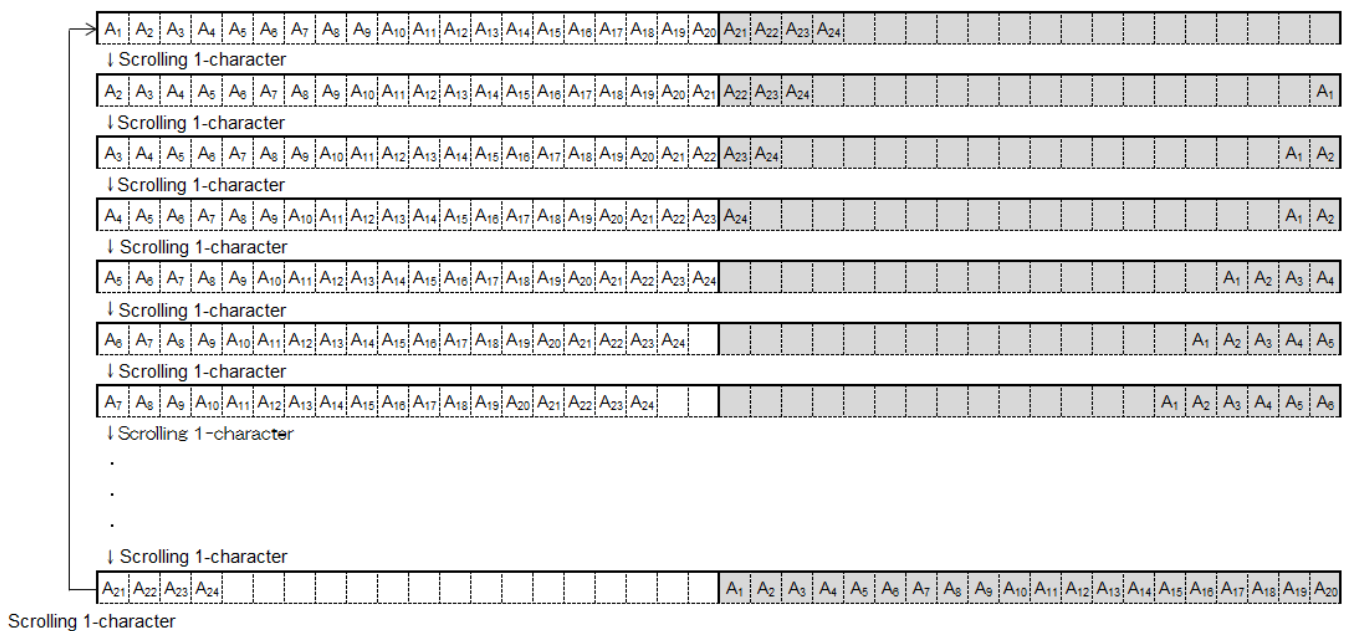 A₁ A₂ A₃ A₄ A₅ A₆ A₇ A₈ A₉ A₁₀ A₁₁ A₁₂ A₁₃ A₁₄ A₁₅ A₁₆ A₁₇ A₁₈ A₁₉ A₂₀ A₂₁ A₂₂ A₂₃ A₂₄
↓ Scrolling 1-character
A₂ A₃ A₄ A₅ A₆ A₇ A₈ A₉ A₁₀ A₁₁ A₁₂ A₁₃ A₁₄ A₁₅ A₁₆ A₁₇ A₁₈ A₁₉ A₂₀ A₂₁ A₂₂ A₂₃ A₂₄ A₁
↓ Scrolling 1-character
A₃ A₄ A₅ A₆ A₇ A₈ A₉ A₁₀ A₁₁ A₁₂ A₁₃ A₁₄ A₁₅ A₁₆ A₁₇ A₁₈ A₁₉ A₂₀ A₂₁ A₂₂ A₂₃ A₂₄ A₁ A₂
↓ Scrolling 1-character
A₄ A₅ A₆ A₇ A₈ A₉ A₁₀ A₁₁ A₁₂ A₁₃ A₁₄ A₁₅ A₁₆ A₁₇ A₁₈ A₁₉ A₂₀ A₂₁ A₂₂ A₂₃ A₂₄ A₁ A₂
↓ Scrolling 1-character
A₅ A₆ A₇ A₈ A₉ A₁₀ A₁₁ A₁₂ A₁₃ A₁₄ A₁₅ A₁₆ A₁₇ A₁₈ A₁₉ A₂₀ A₂₁ A₂₂ A₂₃ A₂₄ A₁ A₂ A₃ A₄
↓ Scrolling 1-character
A₆ A₇ A₈ A₉ A₁₀ A₁₁ A₁₂ A₁₃ A₁₄ A₁₅ A₁₆ A₁₇ A₁₈ A₁₉ A₂₀ A₂₁ A₂₂ A₂₃ A₂₄ A₁ A₂ A₃ A₄ A₅
↓ Scrolling 1-character
A₇ A₈ A₉ A₁₀ A₁₁ A₁₂ A₁₃ A₁₄ A₁₅ A₁₆ A₁₇ A₁₈ A₁₉ A₂₀ A₂₁ A₂₂ A₂₃ A₂₄ A₁ A₂ A₃ A₄ A₅ A₆
↓ Scrolling 1-character
.
.
.
↓ Scrolling 1-character
A₂₁ A₂₂ A₂₃ A₂₄ A₁ A₂ A₃ A₄ A₅ A₆ A₇ A₈ A₉ A₁₀ A₁₁ A₁₂ A₁₃ A₁₄ A₁₅ A₁₆ A₁₇ A₁₈ A₁₉ A₂₀
Scrolling 1-character